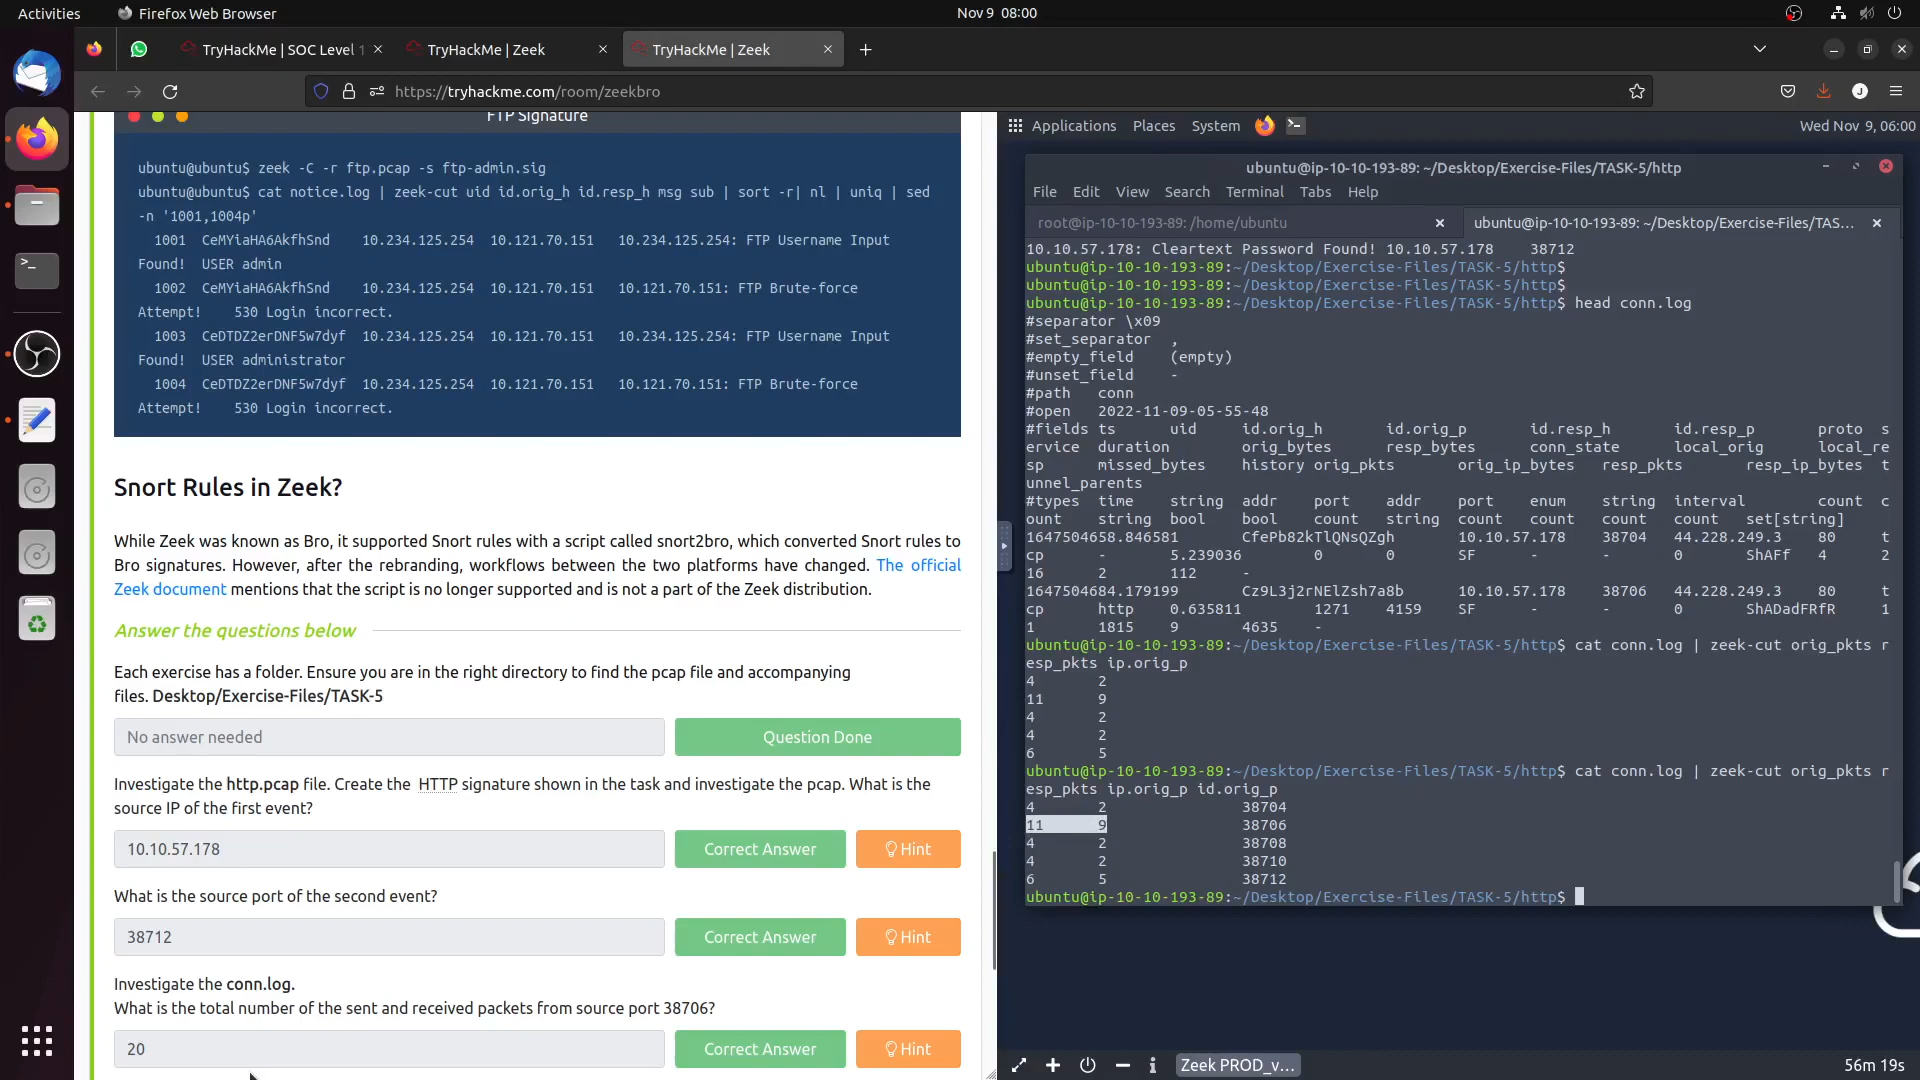 Activities
Firefox Web Browser
Nov 9 08:00
TryHackMe | SOC Level 1
TryHackMe | Zeek
TryHackMe | Zeek
https://tryhackme.com/room/zeekbro
FTP Signature
ubuntu@ubuntu$ zeek -C -r ftp.pcap -s ftp-admin.sig
ubuntu@ubuntu$ cat notice.log | zeek-cut uid id.orig_h id.resp_h msg sub | sort -r| nl | uniq | sed
-n '1001,1004p'
1001 CeMYiaHA6AkfhSnd 10.234.125.254 10.121.70.151 10.234.125.254: FTP Username Input
Found! USER admin
1002 CeMYiaHA6AkfhSnd 10.234.125.254 10.121.70.151 10.121.70.151: FTP Brute-force
Attempt! 530 Login incorrect.
1003 CeDTDZ2erDNF5w7dyf 10.234.125.254 10.121.70.151 10.234.125.254: FTP Username Input
Found! USER administrator
1004 CeDTDZ2erDNF5w7dyf 10.234.125.254 10.121.70.151 10.121.70.151: FTP Brute-force
Attempt! 530 Login incorrect.
Snort Rules in Zeek?
While Zeek was known as Bro, it supported Snort rules with a script called snort2bro, which converted Snort rules to
Bro signatures. However, after the rebranding, workflows between the two platforms have changed. The official
Zeek document mentions that the script is no longer supported and is not a part of the Zeek distribution.
Answer the questions below
Each exercise has a folder. Ensure you are in the right directory to find the pcap file and accompanying
files. Desktop/Exercise-Files/TASK-5
No answer needed
Question Done
Investigate the http.pcap file. Create the HTTP signature shown in the task and investigate the pcap. What is the
source IP of the first event?
10.10.57.178
Correct Answer
Hint
What is the source port of the second event?
38712
Correct Answer
Hint
Investigate the conn.log.
What is the total number of the sent and received packets from source port 38706?
20
Correct Answer
Hint
Applications Places System
Wed Nov 9, 06:00
ubuntu@ip-10-10-193-89: ~/Desktop/Exercise-Files/TASK-5/http
File Edit View Search Terminal Tabs Help
root@ip-10-10-193-89: /home/ubuntu
ubuntu@ip-10-10-193-89: ~/Desktop/Exercise-Files/TAS...
10.10.57.178: Cleartext Password Found! 10.10.57.178 38712
ubuntu@ip-10-10-193-89:~/Desktop/Exercise-Files/TASK-5/http$
ubuntu@ip-10-10-193-89:~/Desktop/Exercise-Files/TASK-5/http$
ubuntu@ip-10-10-193-89:~/Desktop/Exercise-Files/TASK-5/http$ head conn.log
#separator \x09
#set_separator ,
#empty_field (empty)
#unset_field -
#path conn
#open 2022-11-09-05-55-48
#fields ts uid id.orig_h id.orig_p id.resp_h id.resp_p proto s
ervice duration orig_bytes resp_bytes conn_state local_orig local_re
sp missed_bytes history orig_pkts orig_ip_bytes resp_pkts resp_ip_bytes t
unnel_parents
#types time string addr port addr port enum string interval count c
ount string bool bool count string count count count count set[string]
1647504658.846581 CfePb82kTlQNsQZgh 10.10.57.178 38704 44.228.249.3 80 t
cp - 5.239036 0 0 SF - - 0 ShAFf 4 2
16 2 112 -
1647504684.179199 Cz9L3j2rNElZsh7a8b 10.10.57.178 38706 44.228.249.3 80 t
cp http 0.635811 1271 4159 SF - - 0 ShADadFRfR 1
1 1815 9 4635 -
ubuntu@ip-10-10-193-89:~/Desktop/Exercise-Files/TASK-5/http$ cat conn.log | zeek-cut orig_pkts r
esp_pkts ip.orig_p
4 2
11 9
4 2
4 2
6 5
ubuntu@ip-10-10-193-89:~/Desktop/Exercise-Files/TASK-5/http$ cat conn.log | zeek-cut orig_pkts r
esp_pkts ip.orig_p id.orig_p
4 2 38704
11 9 38706
4 2 38708
4 2 38710
6 5 38712
ubuntu@ip-10-10-193-89:~/Desktop/Exercise-Files/TASK-5/http$
Zeek PROD_v...
56m 19s